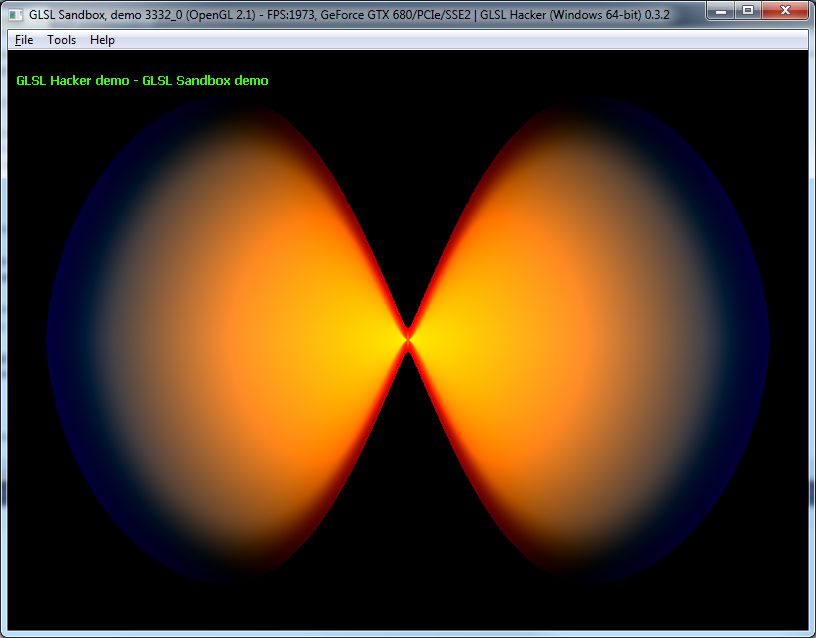 GLSL Sandbox, demo 3332_0 (OpenGL 2.1) - FPS:1973, GeForce GTX 680/PCIe/SSE2 | GLSL Hacker (Windows 64-bit) 0.3.2
File Tools Help
GLSL Hacker demo - GLSL Sandbox demo